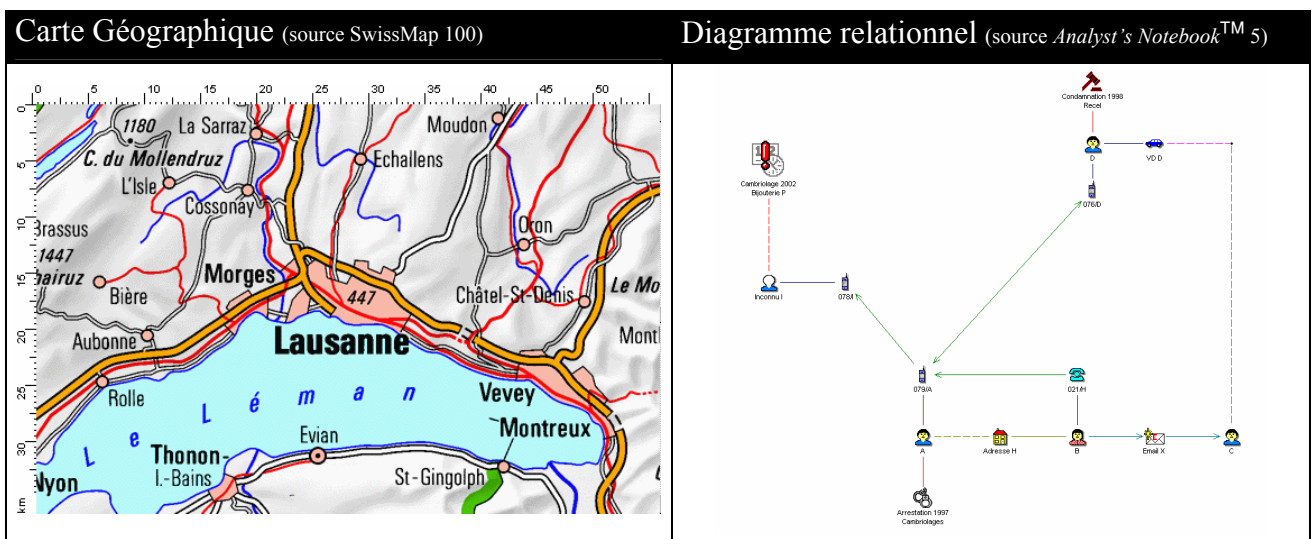 Carte Géographique (source SwissMap 100)
Diagramme relationnel (source Analyst's Notebook™ 5)
0 5 10 15 20 25 30 35 40 45 50
0
5
10
15
20
25
30
km
1180
La Sarraz
Moudon
C. du Mollendruz
Echallens
L'Isle
Cossonay
Brassus
Oron
1447
hairuz
Morges
Le Mo
Bière
447
Châtel-St-Denis
Aubonne
Lausanne
Mont
Rolle
Vevey
Le Léman
Montreux
Evian
Thonon-
l.-Bains
St-Gingolph
Nyon
Condamnation 1998
Recel
D
VD D
Cambriolage 2002
Bijouterie P
076/D
Inconnu I
078/I
079/A
021/H
A
Adresse H
B
Email X
C
Arrestation 1997
Cambriolages